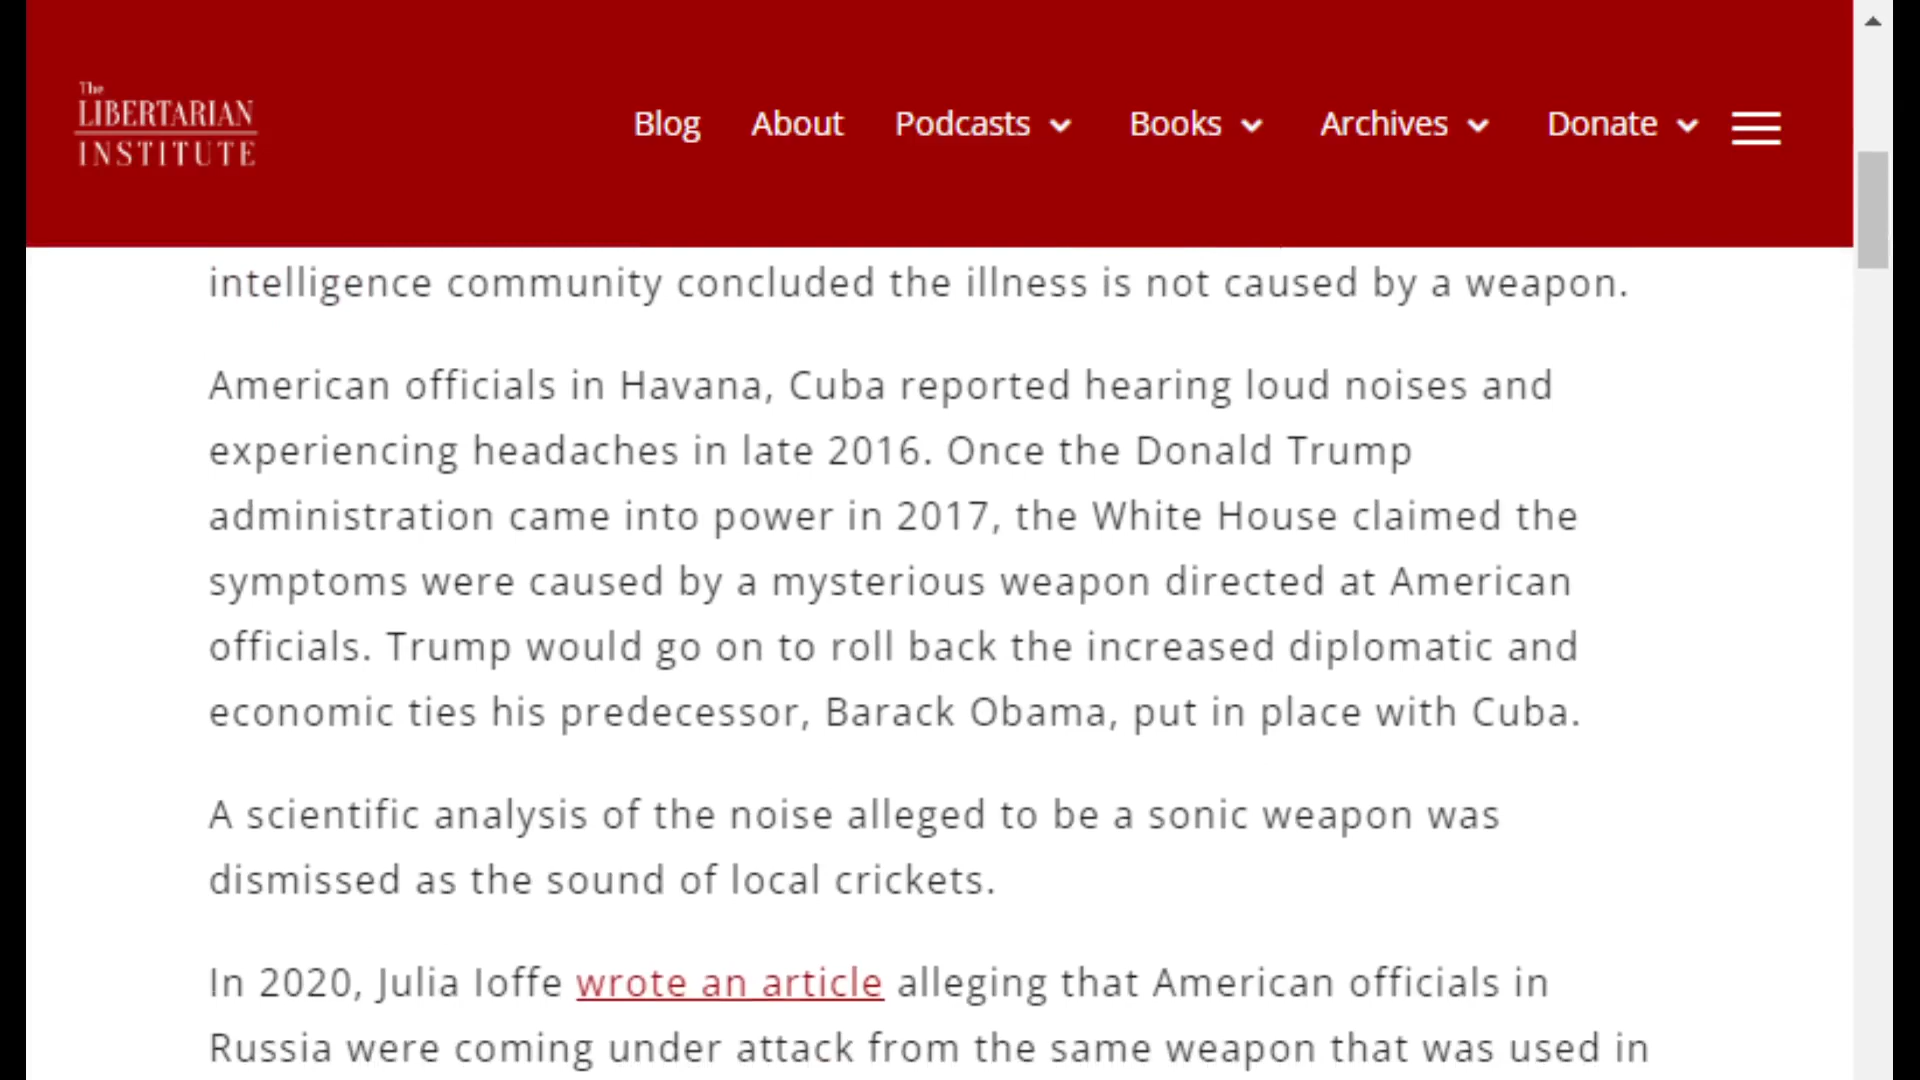 The
LIBERTARIAN
INSTITUTE
Blog About Podcasts Books Archives Donate
intelligence community concluded the illness is not caused by a weapon.
American officials in Havana, Cuba reported hearing loud noises and
experiencing headaches in late 2016. Once the Donald Trump
administration came into power in 2017, the White House claimed the
symptoms were caused by a mysterious weapon directed at American
officials. Trump would go on to roll back the increased diplomatic and
economic ties his predecessor, Barack Obama, put in place with Cuba.
A scientific analysis of the noise alleged to be a sonic weapon was
dismissed as the sound of local crickets.
In 2020, Julia Ioffe wrote an article alleging that American officials in
Russia were coming under attack from the same weapon that was used in